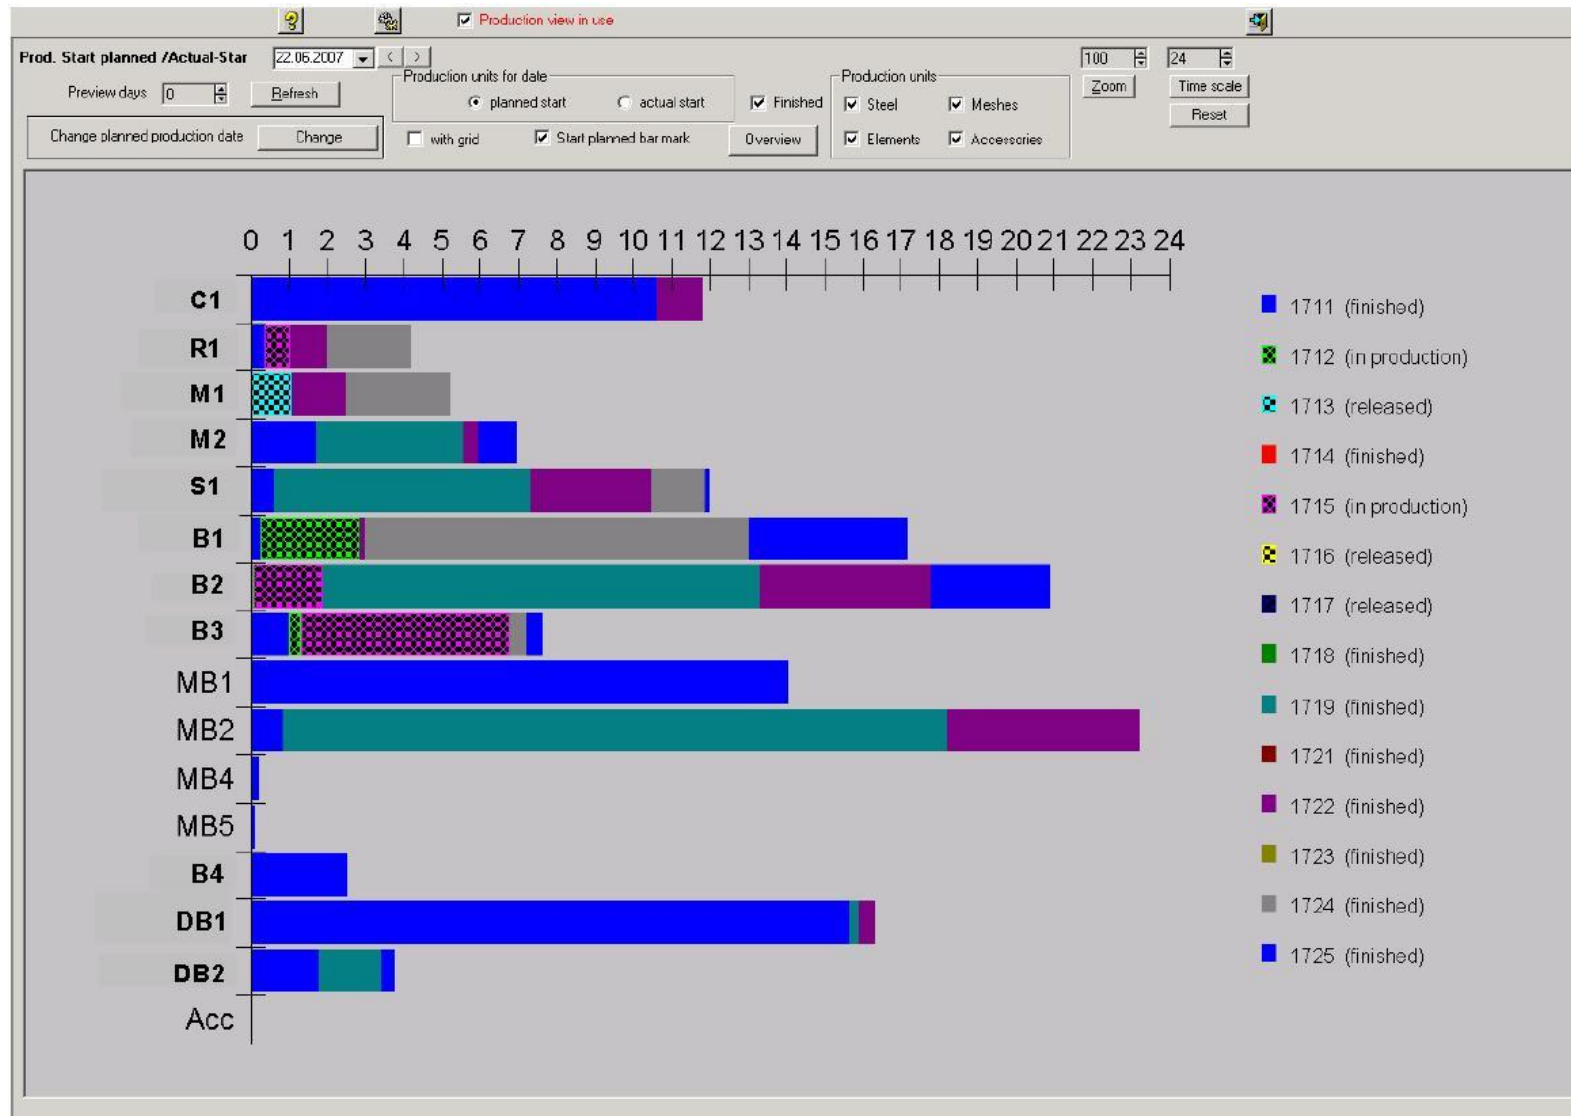 Production view in use
Prod. Start planned /Actual-Star 22.06.2007 < >
Preview days 0 Refresh
Production units for date
planned start actual start
Finished
Production units
Steel Meshes
Elements Accessories
100 24
Zoom Time scale
Reset
Change planned production date Change
with grid Start planned bar mark Overview
0 1 2 3 4 5 6 7 8 9 10 11 12 13 14 15 16 17 18 19 20 21 22 23 24
C1
R1
M1
M2
S1
B1
B2
B3
MB1
MB2
MB4
MB5
B4
DB1
DB2
Acc
1711 (finished)
1712 (in production)
1713 (released)
1714 (finished)
1715 (in production)
1716 (released)
1717 (released)
1718 (finished)
1719 (finished)
1721 (finished)
1722 (finished)
1723 (finished)
1724 (finished)
1725 (finished)